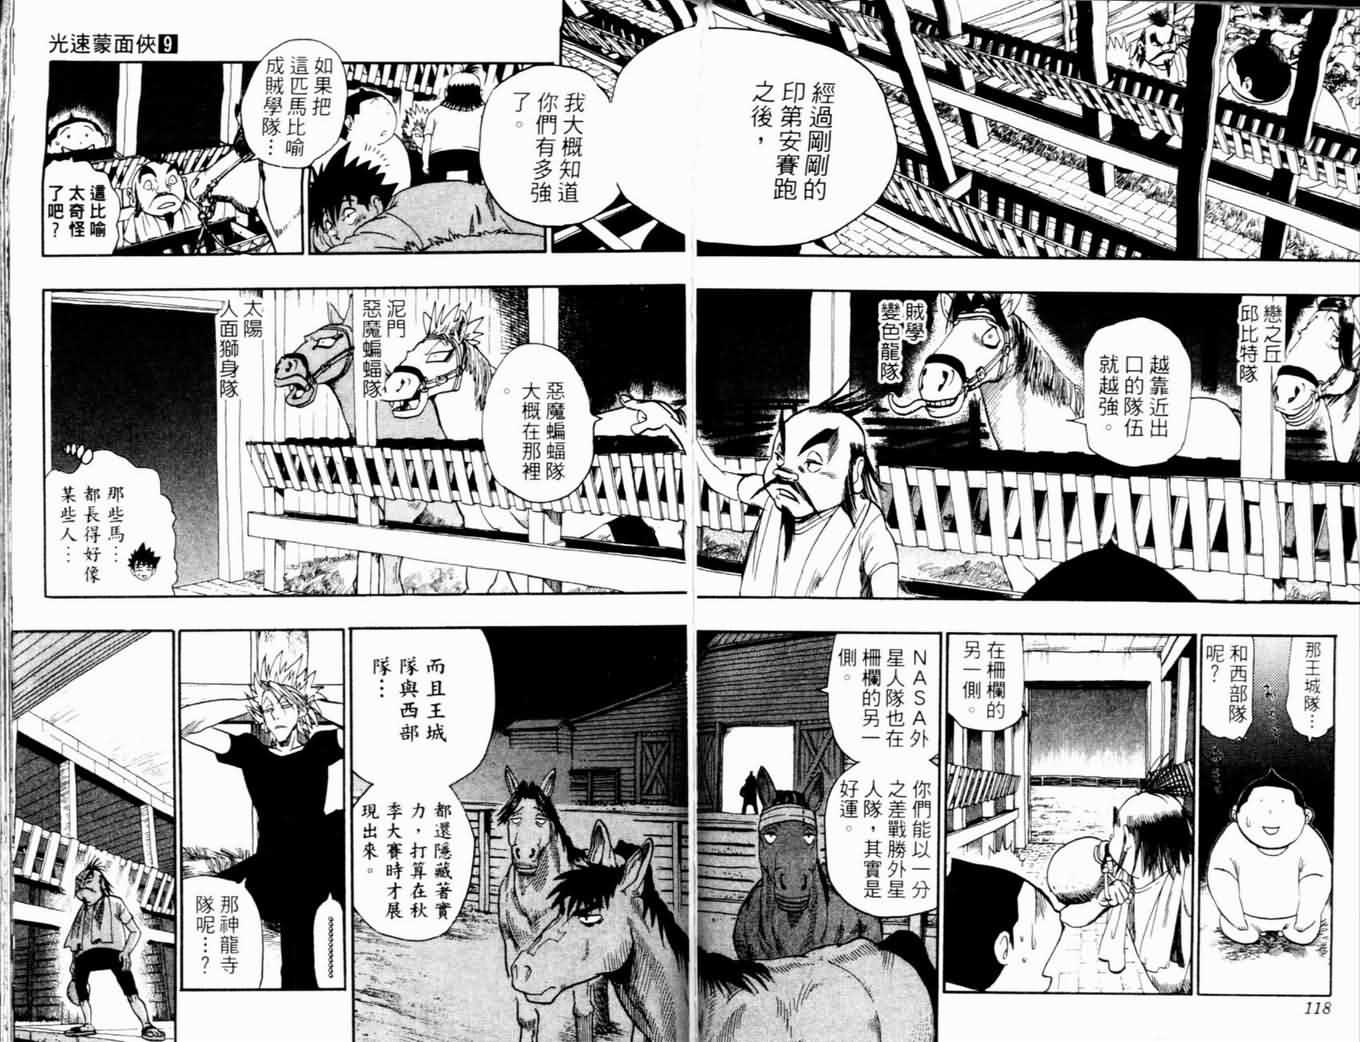 光速蒙面俠9
經過剛剛的
印第安賽跑
之後，
我大概知道
你們有多強
了。
如果把
這匹馬比喻
成賊學隊…
這比喻
太奇怪
了吧？
戀之丘
邱比特隊
越靠近出
口的隊伍
就越強。
賊學
變色龍隊
惡魔蝙蝠隊
大概在那裡
。
泥門
惡魔蝙蝠隊
太陽
人面獅身隊
那些馬…
都長得好像
某些人…
那王城隊…
和西部隊
呢？
在柵欄的
另一側。
NASA外
星人隊也在
柵欄的另一
側。
你們能以一分
之差戰勝外星
人隊，其實是
好運。
而且王城
隊與西部
隊…
都還隱藏著實
力，打算在秋
季大賽時才展
現出來。
…………
那神龍寺
隊呢…？
118